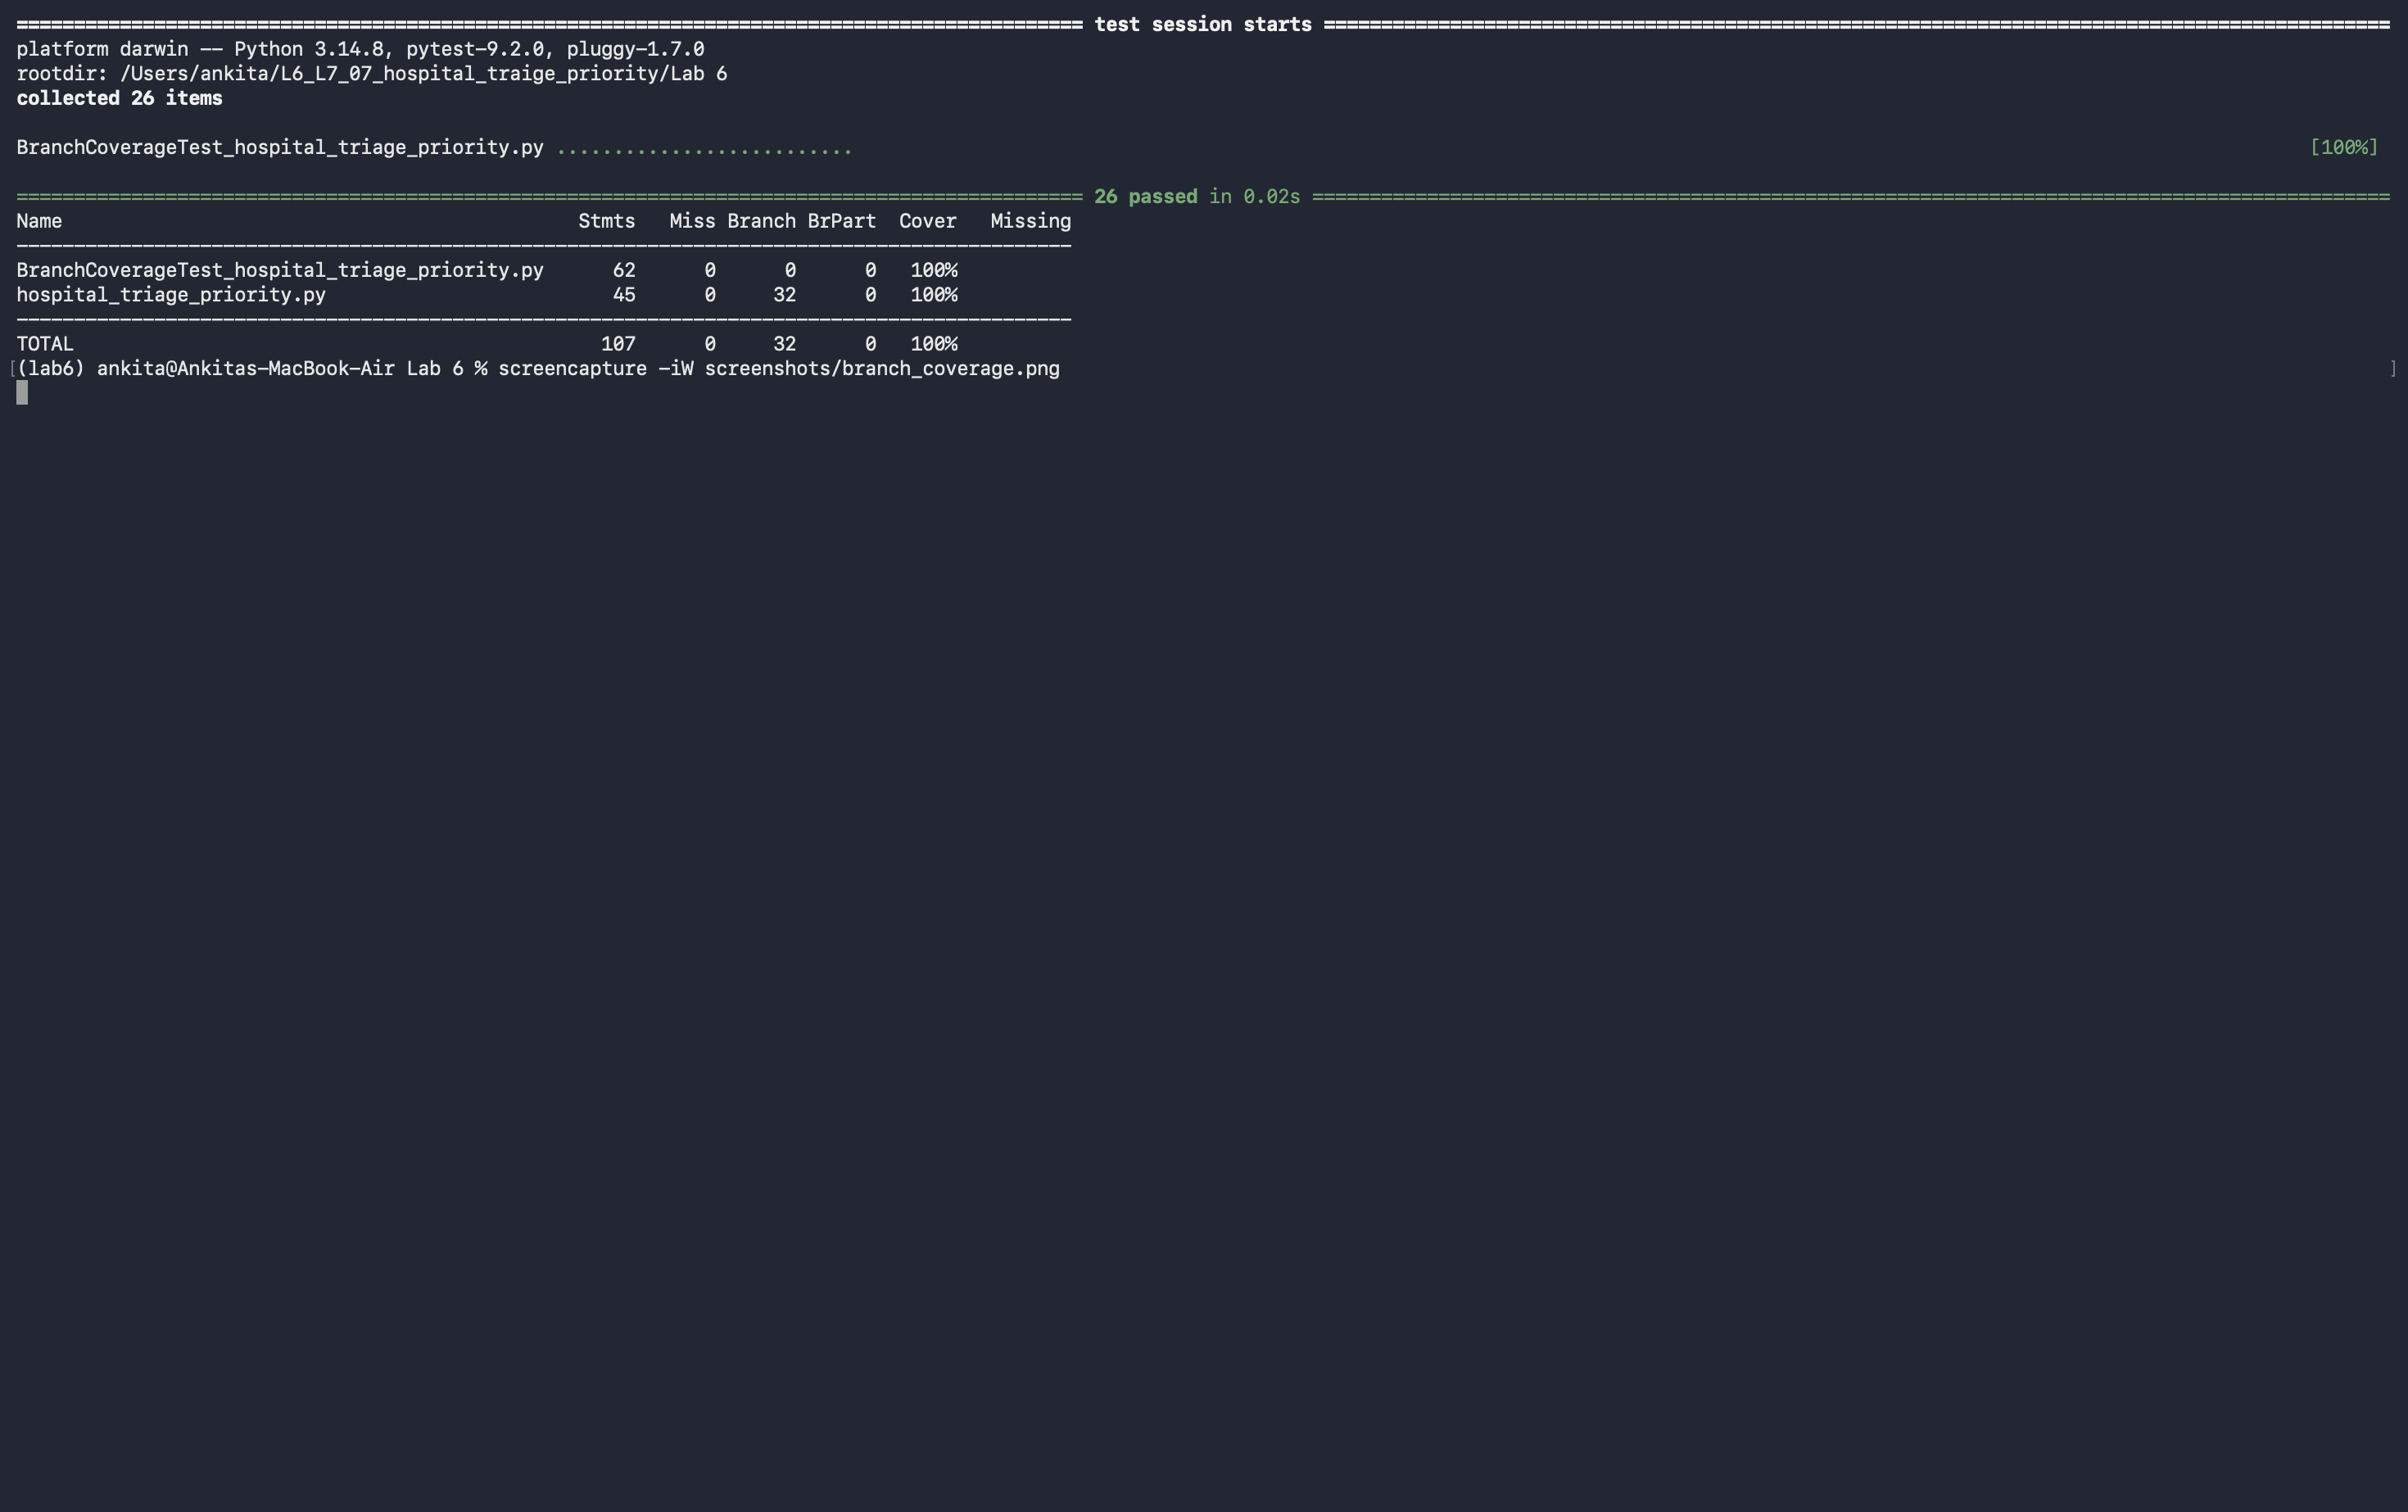 ============================================================================================= test session starts =============================================================================================
platform darwin -- Python 3.14.8, pytest-9.2.0, pluggy-1.7.0
rootdir: /Users/ankita/L6_L7_07_hospital_traige_priority/Lab 6
collected 26 items
BranchCoverageTest_hospital_triage_priority.py .......................... [100%]
============================================================================================= 26 passed in 0.02s ==============================================================================================
Name Stmts Miss Branch BrPart Cover Missing
--------------------------------------------------------------------------------------------
BranchCoverageTest_hospital_triage_priority.py 62 0 0 0 100%
hospital_triage_priority.py 45 0 32 0 100%
--------------------------------------------------------------------------------------------
TOTAL 107 0 32 0 100%
[(lab6) ankita@Ankitas-MacBook-Air Lab 6 % screencapture -iW screenshots/branch_coverage.png ]